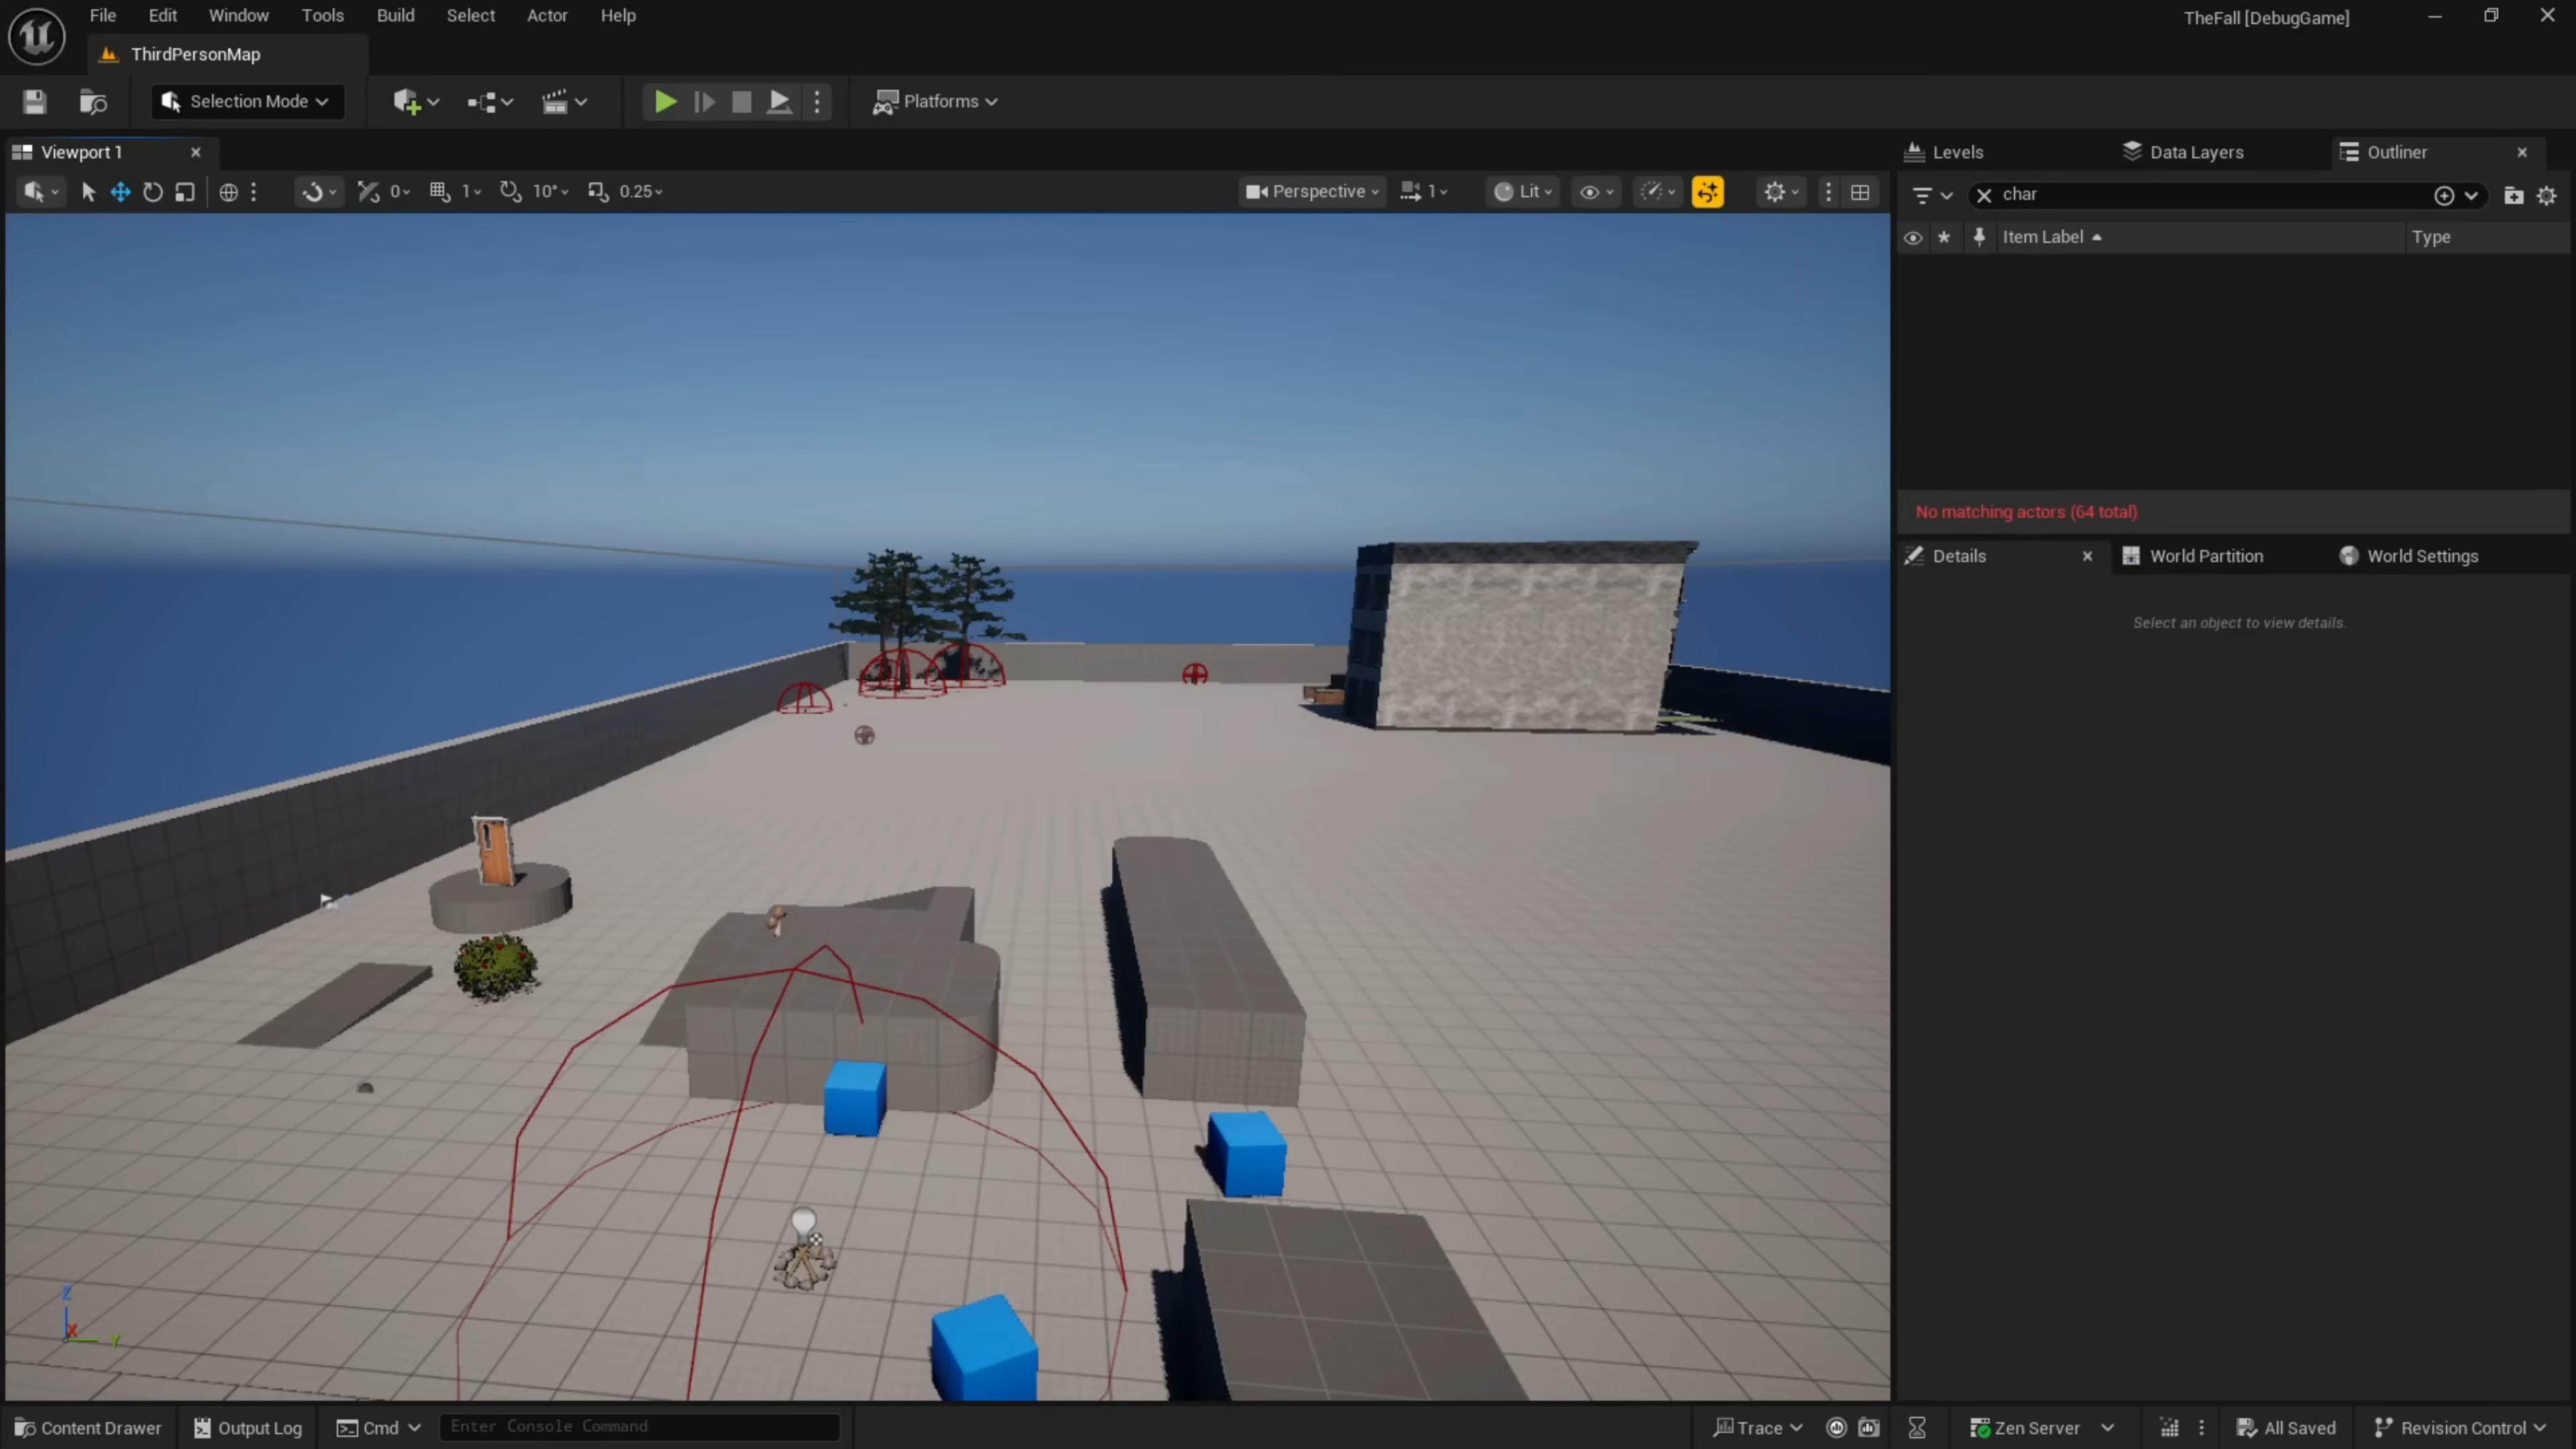 File Edit Window Tools Build Select Actor Help
TheFall [DebugGame]
ThirdPersonMap
Selection Mode
Platforms
Viewport 1
Levels
Data Layers
Outliner
0
1
10°
0.25
Perspective
1
Lit
char
Item Label
Type
No matching actors (64 total)
Details
World Partition
World Settings
Select an object to view details.
Z
X
Y
Content Drawer
Output Log
Cmd
Enter Console Command
Trace
Zen Server
All Saved
Revision Control